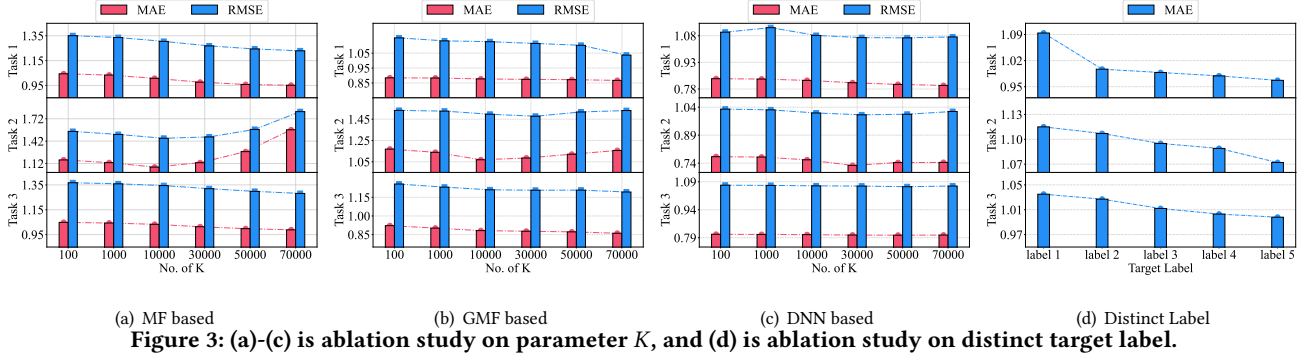 MAE RMSE
Task 1
1.35
1.15
0.95
Task 2
1.72
1.42
1.12
Task 3
1.35
1.15
0.95
100 1000 10000 30000 50000 70000
No. of K
(a) MF based
MAE RMSE
Task 1
1.05
0.95
0.85
Task 2
1.45
1.25
1.05
Task 3
1.15
1.00
0.85
100 1000 10000 30000 50000 70000
No. of K
(b) GMF based
MAE RMSE
Task 1
1.08
0.93
0.78
Task 2
1.04
0.89
0.74
Task 3
1.09
0.94
0.79
100 1000 10000 30000 50000 70000
No. of K
(c) DNN based
MAE
Task 1
1.09
1.02
0.95
Task 2
1.13
1.10
1.07
Task 3
1.05
1.01
0.97
label 1 label 2 label 3 label 4 label 5
Target Label
(d) Distinct Label
Figure 3: (a)-(c) is ablation study on parameter K, and (d) is ablation study on distinct target label.